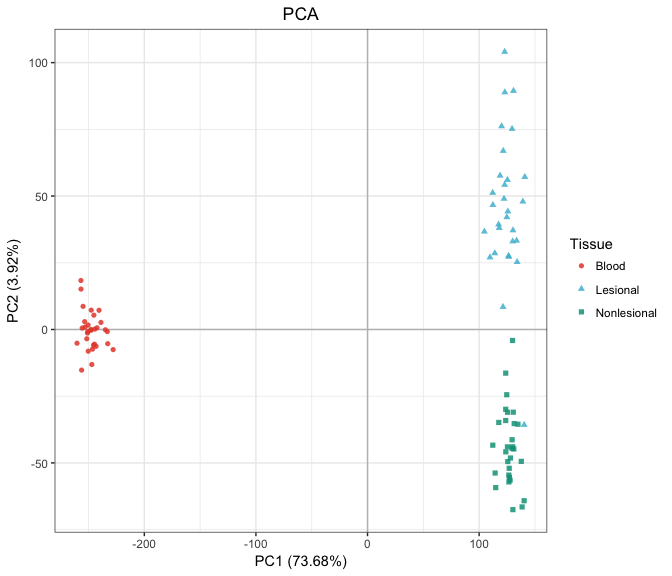 PCA
100
50
0
-50
-200
-100
0
100
PC1 (73.68%)
PC2 (3.92%)
Tissue
Blood
Lesional
Nonlesional